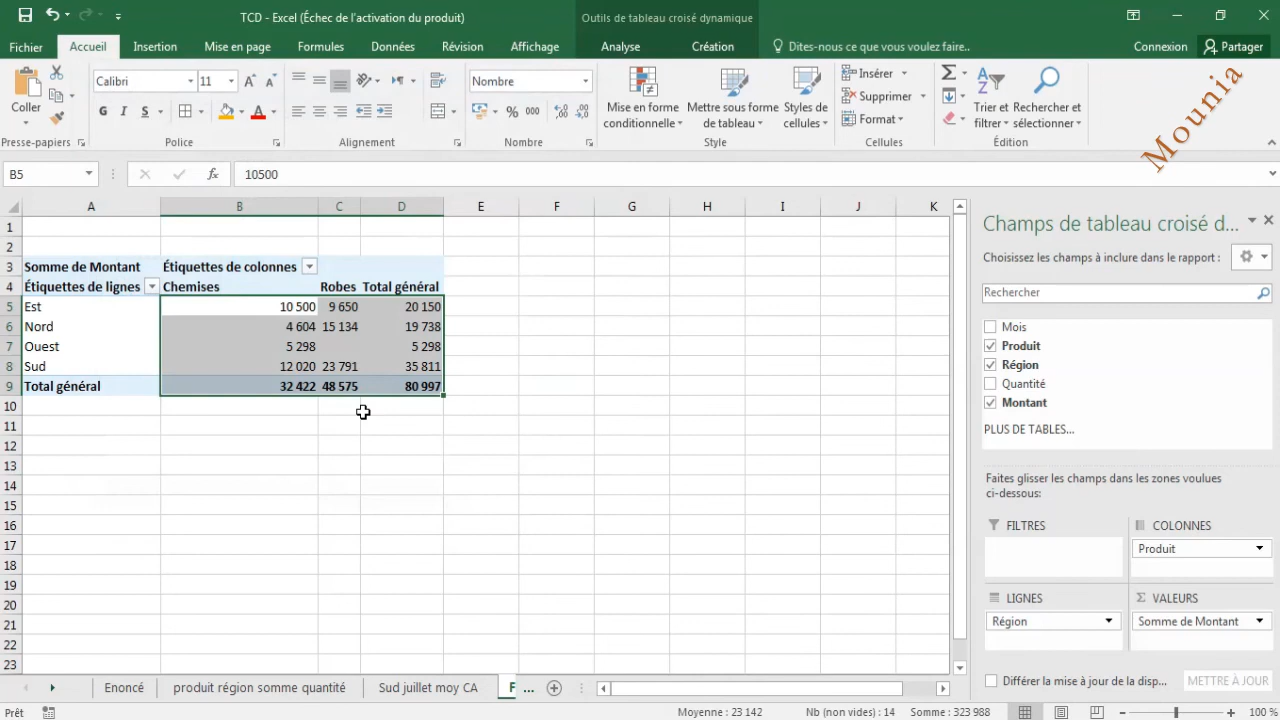 TCD - Excel (Échec de l'activation du produit)
Outils de tableau croisé dynamique
Fichier Accueil Insertion Mise en page Formules Données Révision Affichage Analyse Création Dites-nous ce que vous voulez faire.. Connexion Partager
Coller
Presse-papiers
Calibri 11
G I S
Police
Alignement
Nombre
% 000
Nombre
Mise en forme conditionnelle
Mettre sous forme de tableau
Styles de cellules
Style
Insérer
Supprimer
Format
Cellules
Trier et filtrer
Rechercher et sélectionner
Édition
Mounia
B5 fx 10500
A B C D E F G H I J K
1
2
3 Somme de Montant Étiquettes de colonnes
4 Étiquettes de lignes Chemises Robes Total général
5 Est 10 500 9 650 20 150
6 Nord 4 604 15 134 19 738
7 Ouest 5 298 5 298
8 Sud 12 020 23 791 35 811
9 Total général 32 422 48 575 80 997
10
11
12
13
14
15
16
17
18
19
20
21
22
23
Champs de tableau croisé d...
Choisissez les champs à inclure dans le rapport :
Rechercher
Mois
Produit
Région
Quantité
Montant
PLUS DE TABLES...
Faites glisser les champs dans les zones voulues
ci-dessous:
FILTRES
COLONNES
Produit
LIGNES
Région
VALEURS
Somme de Montant
Différer la mise à jour de la disp...
METTRE À JOUR
Enoncé produit région somme quantité Sud juillet moy CA F ...
Prêt Moyenne : 23 142 Nb (non vides) : 14 Somme : 323 988 100 %